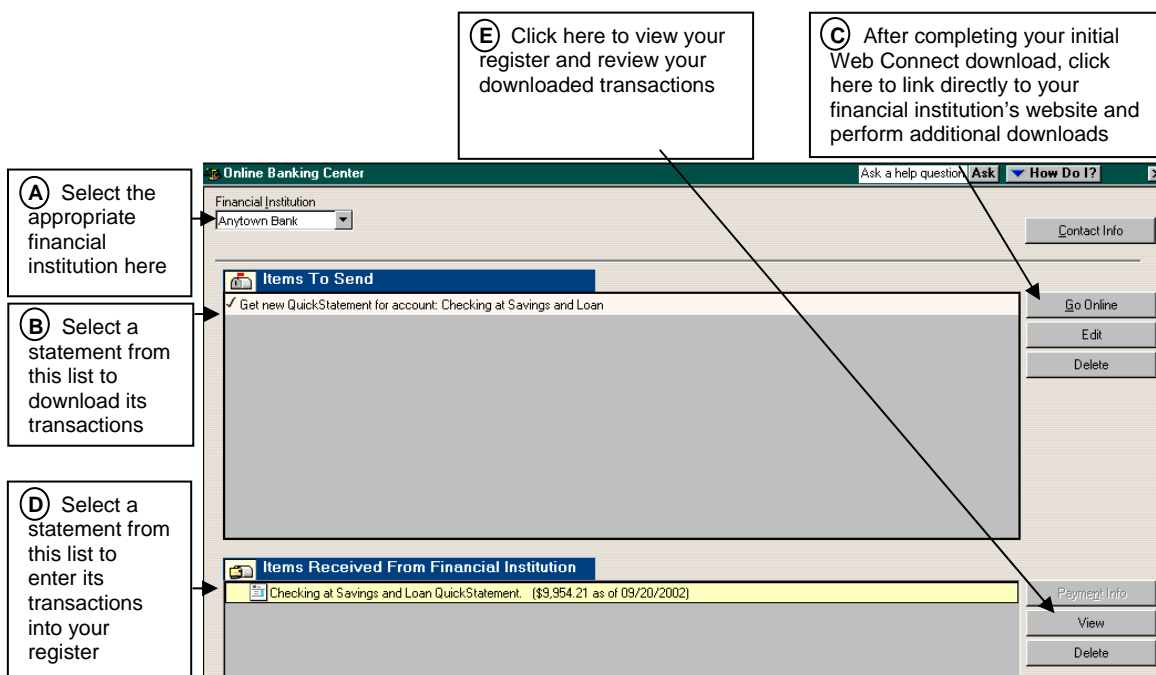 E Click here to view your
register and review your
downloaded transactions
C After completing your initial
Web Connect download, click
here to link directly to your
financial institution's website and
perform additional downloads
A Select the
appropriate
financial
institution here
B Select a
statement from
this list to
download its
transactions
D Select a
statement from
this list to
enter its
transactions
into your
register
Online Banking Center
Ask a help question Ask How Do I?
Financial Institution
Anytown Bank
Contact Info
Items To Send
✓ Get new QuickStatement for account: Checking at Savings and Loan
Go Online
Edit
Delete
Items Received From Financial Institution
Checking at Savings and Loan QuickStatement. ($9,954.21 as of 09/20/2002)
Payment Info
View
Delete